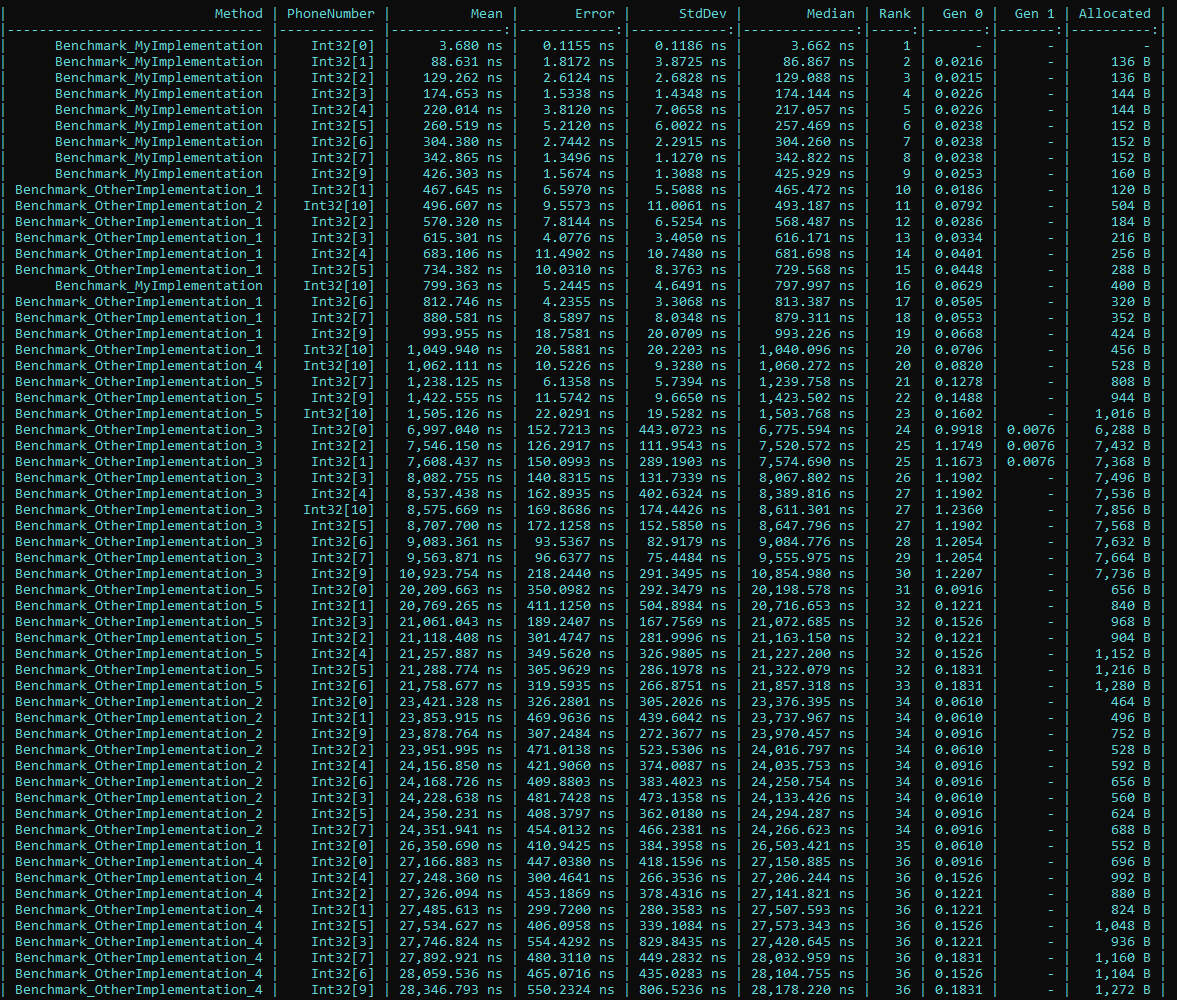 | Method | PhoneNumber | Mean | Error | StdDev | Median | Rank | Gen 0 | Gen 1 | Allocated |
|-------------------------------- |------------ |--------------:|------------:|------------:|--------------:|-----:|-------:|-------:|----------:|
| Benchmark_MyImplementation | Int32[0] | 3.680 ns | 0.1155 ns | 0.1186 ns | 3.662 ns | 1 | - | - | - |
| Benchmark_MyImplementation | Int32[1] | 88.631 ns | 1.8172 ns | 3.8725 ns | 86.867 ns | 2 | 0.0216 | - | 136 B |
| Benchmark_MyImplementation | Int32[2] | 129.262 ns | 2.6124 ns | 2.6828 ns | 129.088 ns | 3 | 0.0215 | - | 136 B |
| Benchmark_MyImplementation | Int32[3] | 174.653 ns | 1.5338 ns | 1.4348 ns | 174.144 ns | 4 | 0.0226 | - | 144 B |
| Benchmark_MyImplementation | Int32[4] | 220.014 ns | 3.8120 ns | 7.0658 ns | 217.057 ns | 5 | 0.0226 | - | 144 B |
| Benchmark_MyImplementation | Int32[5] | 260.519 ns | 5.2120 ns | 6.0022 ns | 257.469 ns | 6 | 0.0238 | - | 152 B |
| Benchmark_MyImplementation | Int32[6] | 304.380 ns | 2.7442 ns | 2.2915 ns | 304.260 ns | 7 | 0.0238 | - | 152 B |
| Benchmark_MyImplementation | Int32[7] | 342.865 ns | 1.3496 ns | 1.1270 ns | 342.822 ns | 8 | 0.0238 | - | 152 B |
| Benchmark_MyImplementation | Int32[9] | 426.303 ns | 1.5674 ns | 1.3088 ns | 425.929 ns | 9 | 0.0253 | - | 160 B |
| Benchmark_OtherImplementation_1 | Int32[1] | 467.645 ns | 6.5970 ns | 5.5088 ns | 465.472 ns | 10 | 0.0186 | - | 120 B |
| Benchmark_OtherImplementation_2 | Int32[10] | 496.607 ns | 9.5573 ns | 11.0061 ns | 493.187 ns | 11 | 0.0792 | - | 504 B |
| Benchmark_OtherImplementation_1 | Int32[2] | 570.320 ns | 7.8144 ns | 6.5254 ns | 568.487 ns | 12 | 0.0286 | - | 184 B |
| Benchmark_OtherImplementation_1 | Int32[3] | 615.301 ns | 4.0776 ns | 3.4050 ns | 616.171 ns | 13 | 0.0334 | - | 216 B |
| Benchmark_OtherImplementation_1 | Int32[4] | 683.106 ns | 11.4902 ns | 10.7480 ns | 681.698 ns | 14 | 0.0401 | - | 256 B |
| Benchmark_OtherImplementation_1 | Int32[5] | 734.382 ns | 10.0310 ns | 8.3763 ns | 729.568 ns | 15 | 0.0448 | - | 288 B |
| Benchmark_MyImplementation | Int32[10] | 799.363 ns | 5.2445 ns | 4.6491 ns | 797.997 ns | 16 | 0.0629 | - | 400 B |
| Benchmark_OtherImplementation_1 | Int32[6] | 812.746 ns | 4.2355 ns | 3.3068 ns | 813.387 ns | 17 | 0.0505 | - | 320 B |
| Benchmark_OtherImplementation_1 | Int32[7] | 880.581 ns | 8.5897 ns | 8.0348 ns | 879.311 ns | 18 | 0.0553 | - | 352 B |
| Benchmark_OtherImplementation_1 | Int32[9] | 993.955 ns | 18.7581 ns | 20.0709 ns | 993.226 ns | 19 | 0.0668 | - | 424 B |
| Benchmark_OtherImplementation_1 | Int32[10] | 1,049.940 ns | 20.5881 ns | 20.2203 ns | 1,040.096 ns | 20 | 0.0706 | - | 456 B |
| Benchmark_OtherImplementation_4 | Int32[10] | 1,062.111 ns | 10.5226 ns | 9.3280 ns | 1,060.272 ns | 20 | 0.0820 | - | 528 B |
| Benchmark_OtherImplementation_5 | Int32[7] | 1,238.125 ns | 6.1358 ns | 5.7394 ns | 1,239.758 ns | 21 | 0.1278 | - | 808 B |
| Benchmark_OtherImplementation_5 | Int32[9] | 1,422.555 ns | 11.5742 ns | 9.6650 ns | 1,423.502 ns | 22 | 0.1488 | - | 944 B |
| Benchmark_OtherImplementation_5 | Int32[10] | 1,505.126 ns | 22.0291 ns | 19.5282 ns | 1,503.768 ns | 23 | 0.1602 | - | 1,016 B |
| Benchmark_OtherImplementation_3 | Int32[0] | 6,997.040 ns | 152.7213 ns | 443.0723 ns | 6,775.594 ns | 24 | 0.9918 | 0.0076 | 6,288 B |
| Benchmark_OtherImplementation_3 | Int32[2] | 7,546.150 ns | 126.2917 ns | 111.9543 ns | 7,520.572 ns | 25 | 1.1749 | 0.0076 | 7,432 B |
| Benchmark_OtherImplementation_3 | Int32[1] | 7,608.437 ns | 150.0993 ns | 289.1903 ns | 7,574.690 ns | 25 | 1.1673 | 0.0076 | 7,368 B |
| Benchmark_OtherImplementation_3 | Int32[3] | 8,082.755 ns | 140.8315 ns | 131.7339 ns | 8,067.802 ns | 26 | 1.1902 | - | 7,496 B |
| Benchmark_OtherImplementation_3 | Int32[4] | 8,537.438 ns | 162.8935 ns | 402.6324 ns | 8,389.816 ns | 27 | 1.1902 | - | 7,536 B |
| Benchmark_OtherImplementation_3 | Int32[10] | 8,575.669 ns | 169.8686 ns | 174.4426 ns | 8,611.301 ns | 27 | 1.2360 | - | 7,856 B |
| Benchmark_OtherImplementation_3 | Int32[5] | 8,707.700 ns | 172.1258 ns | 152.5850 ns | 8,647.796 ns | 27 | 1.1902 | - | 7,568 B |
| Benchmark_OtherImplementation_3 | Int32[6] | 9,083.361 ns | 93.5367 ns | 82.9179 ns | 9,084.776 ns | 28 | 1.2054 | - | 7,632 B |
| Benchmark_OtherImplementation_3 | Int32[7] | 9,563.871 ns | 96.6377 ns | 75.4484 ns | 9,555.975 ns | 29 | 1.2054 | - | 7,664 B |
| Benchmark_OtherImplementation_3 | Int32[9] | 10,923.754 ns | 218.2440 ns | 291.3495 ns | 10,854.980 ns | 30 | 1.2207 | - | 7,736 B |
| Benchmark_OtherImplementation_5 | Int32[0] | 20,209.663 ns | 350.0982 ns | 292.3479 ns | 20,198.578 ns | 31 | 0.0916 | - | 656 B |
| Benchmark_OtherImplementation_5 | Int32[1] | 20,769.265 ns | 411.1250 ns | 504.8984 ns | 20,716.653 ns | 32 | 0.1221 | - | 840 B |
| Benchmark_OtherImplementation_5 | Int32[3] | 21,061.043 ns | 189.2407 ns | 167.7569 ns | 21,072.685 ns | 32 | 0.1526 | - | 968 B |
| Benchmark_OtherImplementation_5 | Int32[2] | 21,118.408 ns | 301.4747 ns | 281.9996 ns | 21,163.150 ns | 32 | 0.1221 | - | 904 B |
| Benchmark_OtherImplementation_5 | Int32[4] | 21,257.887 ns | 349.5620 ns | 326.9805 ns | 21,227.200 ns | 32 | 0.1526 | - | 1,152 B |
| Benchmark_OtherImplementation_5 | Int32[5] | 21,288.774 ns | 305.9629 ns | 286.1978 ns | 21,322.079 ns | 32 | 0.1831 | - | 1,216 B |
| Benchmark_OtherImplementation_5 | Int32[6] | 21,758.677 ns | 319.5935 ns | 266.8751 ns | 21,857.318 ns | 33 | 0.1831 | - | 1,280 B |
| Benchmark_OtherImplementation_2 | Int32[0] | 23,421.328 ns | 326.2801 ns | 305.2026 ns | 23,376.395 ns | 34 | 0.0610 | - | 464 B |
| Benchmark_OtherImplementation_2 | Int32[1] | 23,853.915 ns | 469.9636 ns | 439.6042 ns | 23,737.967 ns | 34 | 0.0610 | - | 496 B |
| Benchmark_OtherImplementation_2 | Int32[9] | 23,878.764 ns | 307.2484 ns | 272.3677 ns | 23,970.457 ns | 34 | 0.0916 | - | 752 B |
| Benchmark_OtherImplementation_2 | Int32[2] | 23,951.995 ns | 471.0138 ns | 523.5306 ns | 24,016.797 ns | 34 | 0.0610 | - | 528 B |
| Benchmark_OtherImplementation_2 | Int32[4] | 24,156.850 ns | 421.9060 ns | 374.0087 ns | 24,035.753 ns | 34 | 0.0916 | - | 592 B |
| Benchmark_OtherImplementation_2 | Int32[6] | 24,168.726 ns | 409.8803 ns | 383.4023 ns | 24,250.754 ns | 34 | 0.0916 | - | 656 B |
| Benchmark_OtherImplementation_2 | Int32[3] | 24,228.638 ns | 481.7428 ns | 473.1358 ns | 24,133.426 ns | 34 | 0.0610 | - | 560 B |
| Benchmark_OtherImplementation_2 | Int32[5] | 24,350.231 ns | 408.3797 ns | 362.0180 ns | 24,294.287 ns | 34 | 0.0916 | - | 624 B |
| Benchmark_OtherImplementation_2 | Int32[7] | 24,351.941 ns | 454.0132 ns | 466.2381 ns | 24,266.623 ns | 34 | 0.0916 | - | 688 B |
| Benchmark_OtherImplementation_1 | Int32[0] | 26,350.690 ns | 410.9425 ns | 384.3958 ns | 26,503.421 ns | 35 | 0.0610 | - | 552 B |
| Benchmark_OtherImplementation_4 | Int32[0] | 27,166.883 ns | 447.0380 ns | 418.1596 ns | 27,150.885 ns | 36 | 0.0916 | - | 696 B |
| Benchmark_OtherImplementation_4 | Int32[4] | 27,248.360 ns | 300.4641 ns | 266.3536 ns | 27,206.244 ns | 36 | 0.1526 | - | 992 B |
| Benchmark_OtherImplementation_4 | Int32[2] | 27,326.094 ns | 453.1869 ns | 378.4316 ns | 27,141.821 ns | 36 | 0.1221 | - | 880 B |
| Benchmark_OtherImplementation_4 | Int32[1] | 27,485.613 ns | 299.7200 ns | 280.3583 ns | 27,507.593 ns | 36 | 0.1221 | - | 824 B |
| Benchmark_OtherImplementation_4 | Int32[5] | 27,534.627 ns | 406.0958 ns | 339.1084 ns | 27,573.343 ns | 36 | 0.1526 | - | 1,048 B |
| Benchmark_OtherImplementation_4 | Int32[3] | 27,746.824 ns | 554.4292 ns | 829.8435 ns | 27,420.645 ns | 36 | 0.1221 | - | 936 B |
| Benchmark_OtherImplementation_4 | Int32[7] | 27,892.921 ns | 480.3110 ns | 449.2832 ns | 28,032.959 ns | 36 | 0.1831 | - | 1,160 B |
| Benchmark_OtherImplementation_4 | Int32[6] | 28,059.536 ns | 465.0716 ns | 435.0283 ns | 28,104.755 ns | 36 | 0.1526 | - | 1,104 B |
| Benchmark_OtherImplementation_4 | Int32[9] | 28,346.793 ns | 550.2324 ns | 806.5236 ns | 28,178.220 ns | 36 | 0.1831 | - | 1,272 B |